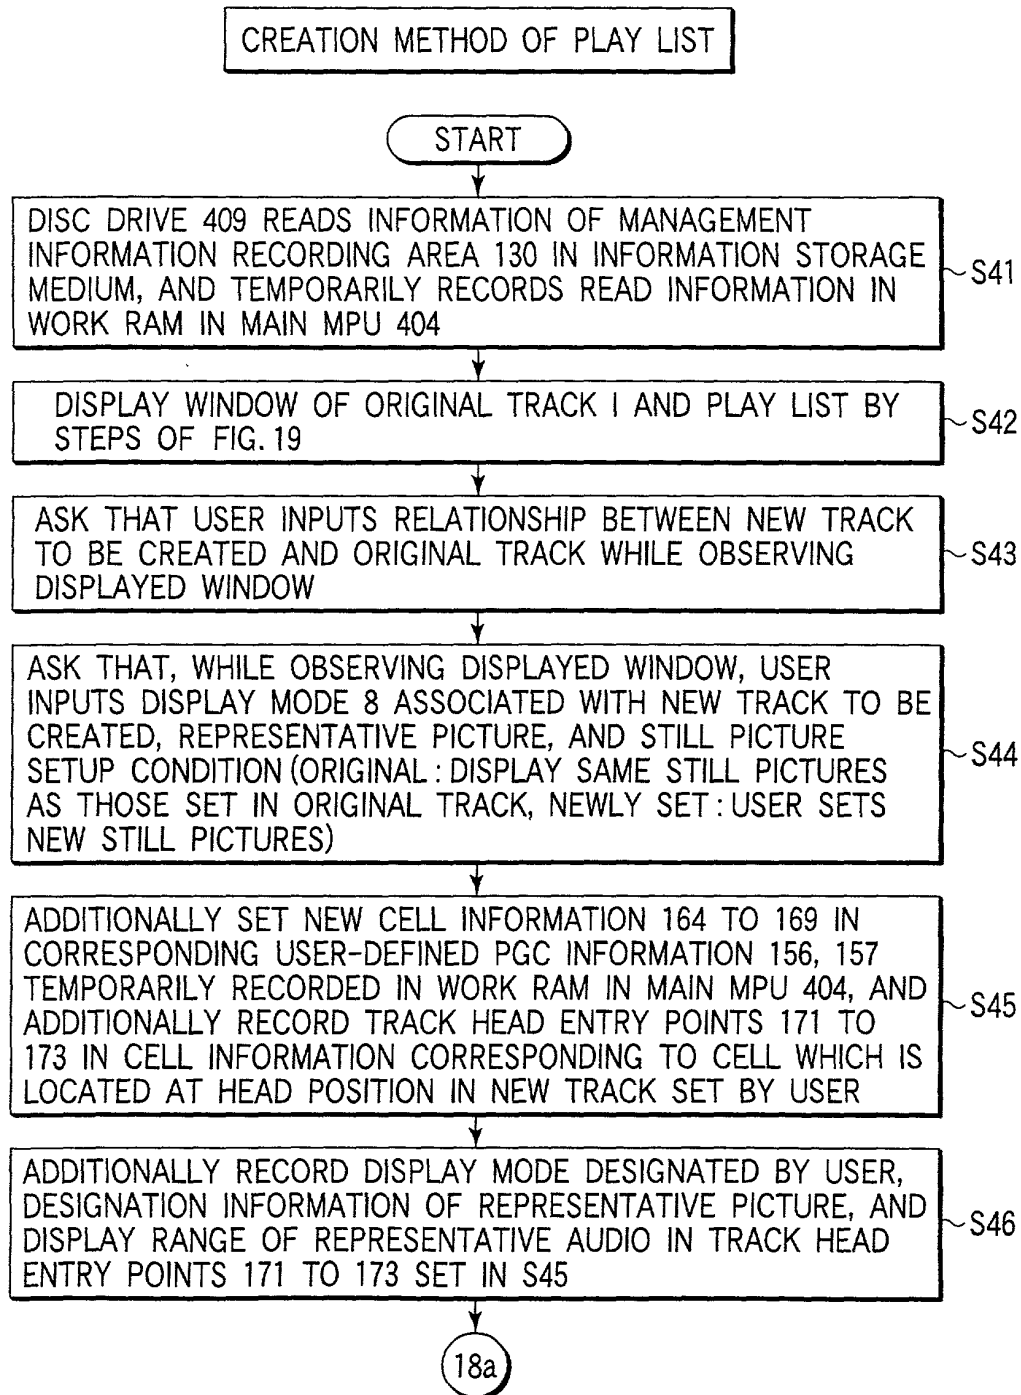 CREATION METHOD OF PLAY LIST
START
DISC DRIVE 409 READS INFORMATION OF MANAGEMENT
INFORMATION RECORDING AREA 130 IN INFORMATION STORAGE
MEDIUM, AND TEMPORARILY RECORDS READ INFORMATION IN
WORK RAM IN MAIN MPU 404
S41
DISPLAY WINDOW OF ORIGINAL TRACK I AND PLAY LIST BY
STEPS OF FIG. 19
S42
ASK THAT USER INPUTS RELATIONSHIP BETWEEN NEW TRACK
TO BE CREATED AND ORIGINAL TRACK WHILE OBSERVING
DISPLAYED WINDOW
S43
ASK THAT, WHILE OBSERVING DISPLAYED WINDOW, USER
INPUTS DISPLAY MODE 8 ASSOCIATED WITH NEW TRACK TO BE
CREATED, REPRESENTATIVE PICTURE, AND STILL PICTURE
SETUP CONDITION (ORIGINAL : DISPLAY SAME STILL PICTURES
AS THOSE SET IN ORIGINAL TRACK, NEWLY SET : USER SETS
NEW STILL PICTURES)
S44
ADDITIONALLY SET NEW CELL INFORMATION 164 TO 169 IN
CORRESPONDING USER-DEFINED PGC INFORMATION 156, 157
TEMPORARILY RECORDED IN WORK RAM IN MAIN MPU 404, AND
ADDITIONALLY RECORD TRACK HEAD ENTRY POINTS 171 TO
173 IN CELL INFORMATION CORRESPONDING TO CELL WHICH IS
LOCATED AT HEAD POSITION IN NEW TRACK SET BY USER
S45
ADDITIONALLY RECORD DISPLAY MODE DESIGNATED BY USER,
DESIGNATION INFORMATION OF REPRESENTATIVE PICTURE, AND
DISPLAY RANGE OF REPRESENTATIVE AUDIO IN TRACK HEAD
ENTRY POINTS 171 TO 173 SET IN S45
S46
18a